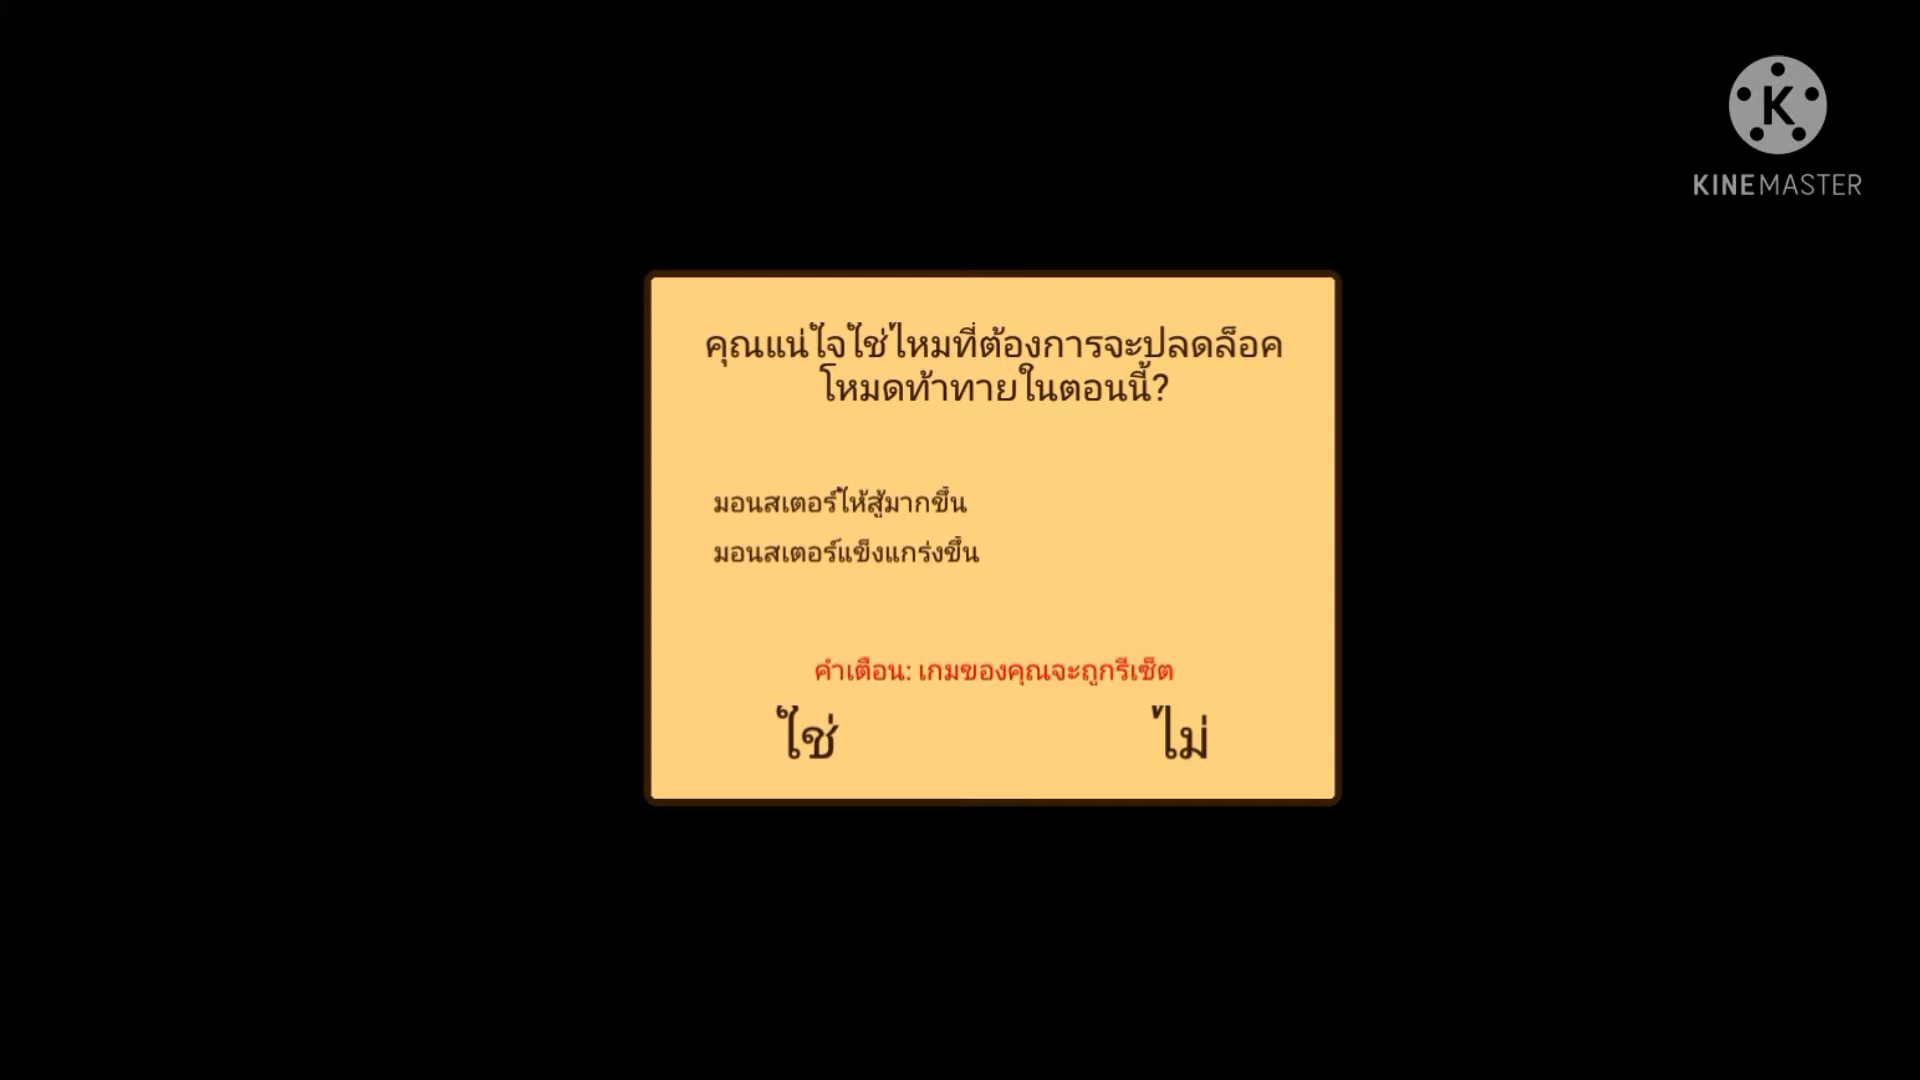 KINEMASTER
คุณแน่ใจใช่ไหมที่ต้องการจะปลดล็อค
โหมดท้าทายในตอนนี้?
มอนสเตอร์ให้สู้มากขึ้น
มอนสเตอร์แข็งแกร่งขึ้น
คำเตือน: เกมของคุณจะถูกรีเซ็ต
ใช่ ไม่